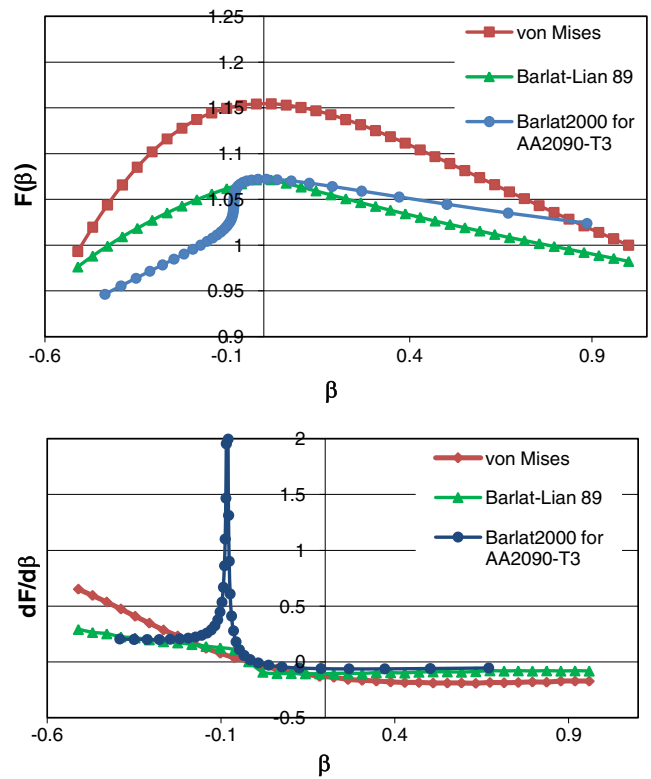 1.25
1.2
1.15
1.1
1.05
1
0.95
0.9
F(β)
-0.6
-0.1
0.4
0.9
β
von Mises
Barlat-Lian 89
Barlat2000 for
AA2090-T3
2
1.5
1
0.5
0
-0.5
dF/dβ
-0.6
-0.1
0.4
0.9
β
von Mises
Barlat-Lian 89
Barlat2000 for
AA2090-T3